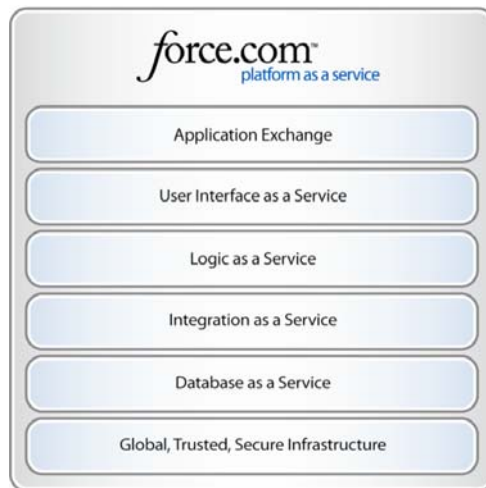 force.com™
platform as a service
Application Exchange
User Interface as a Service
Logic as a Service
Integration as a Service
Database as a Service
Global, Trusted, Secure Infrastructure